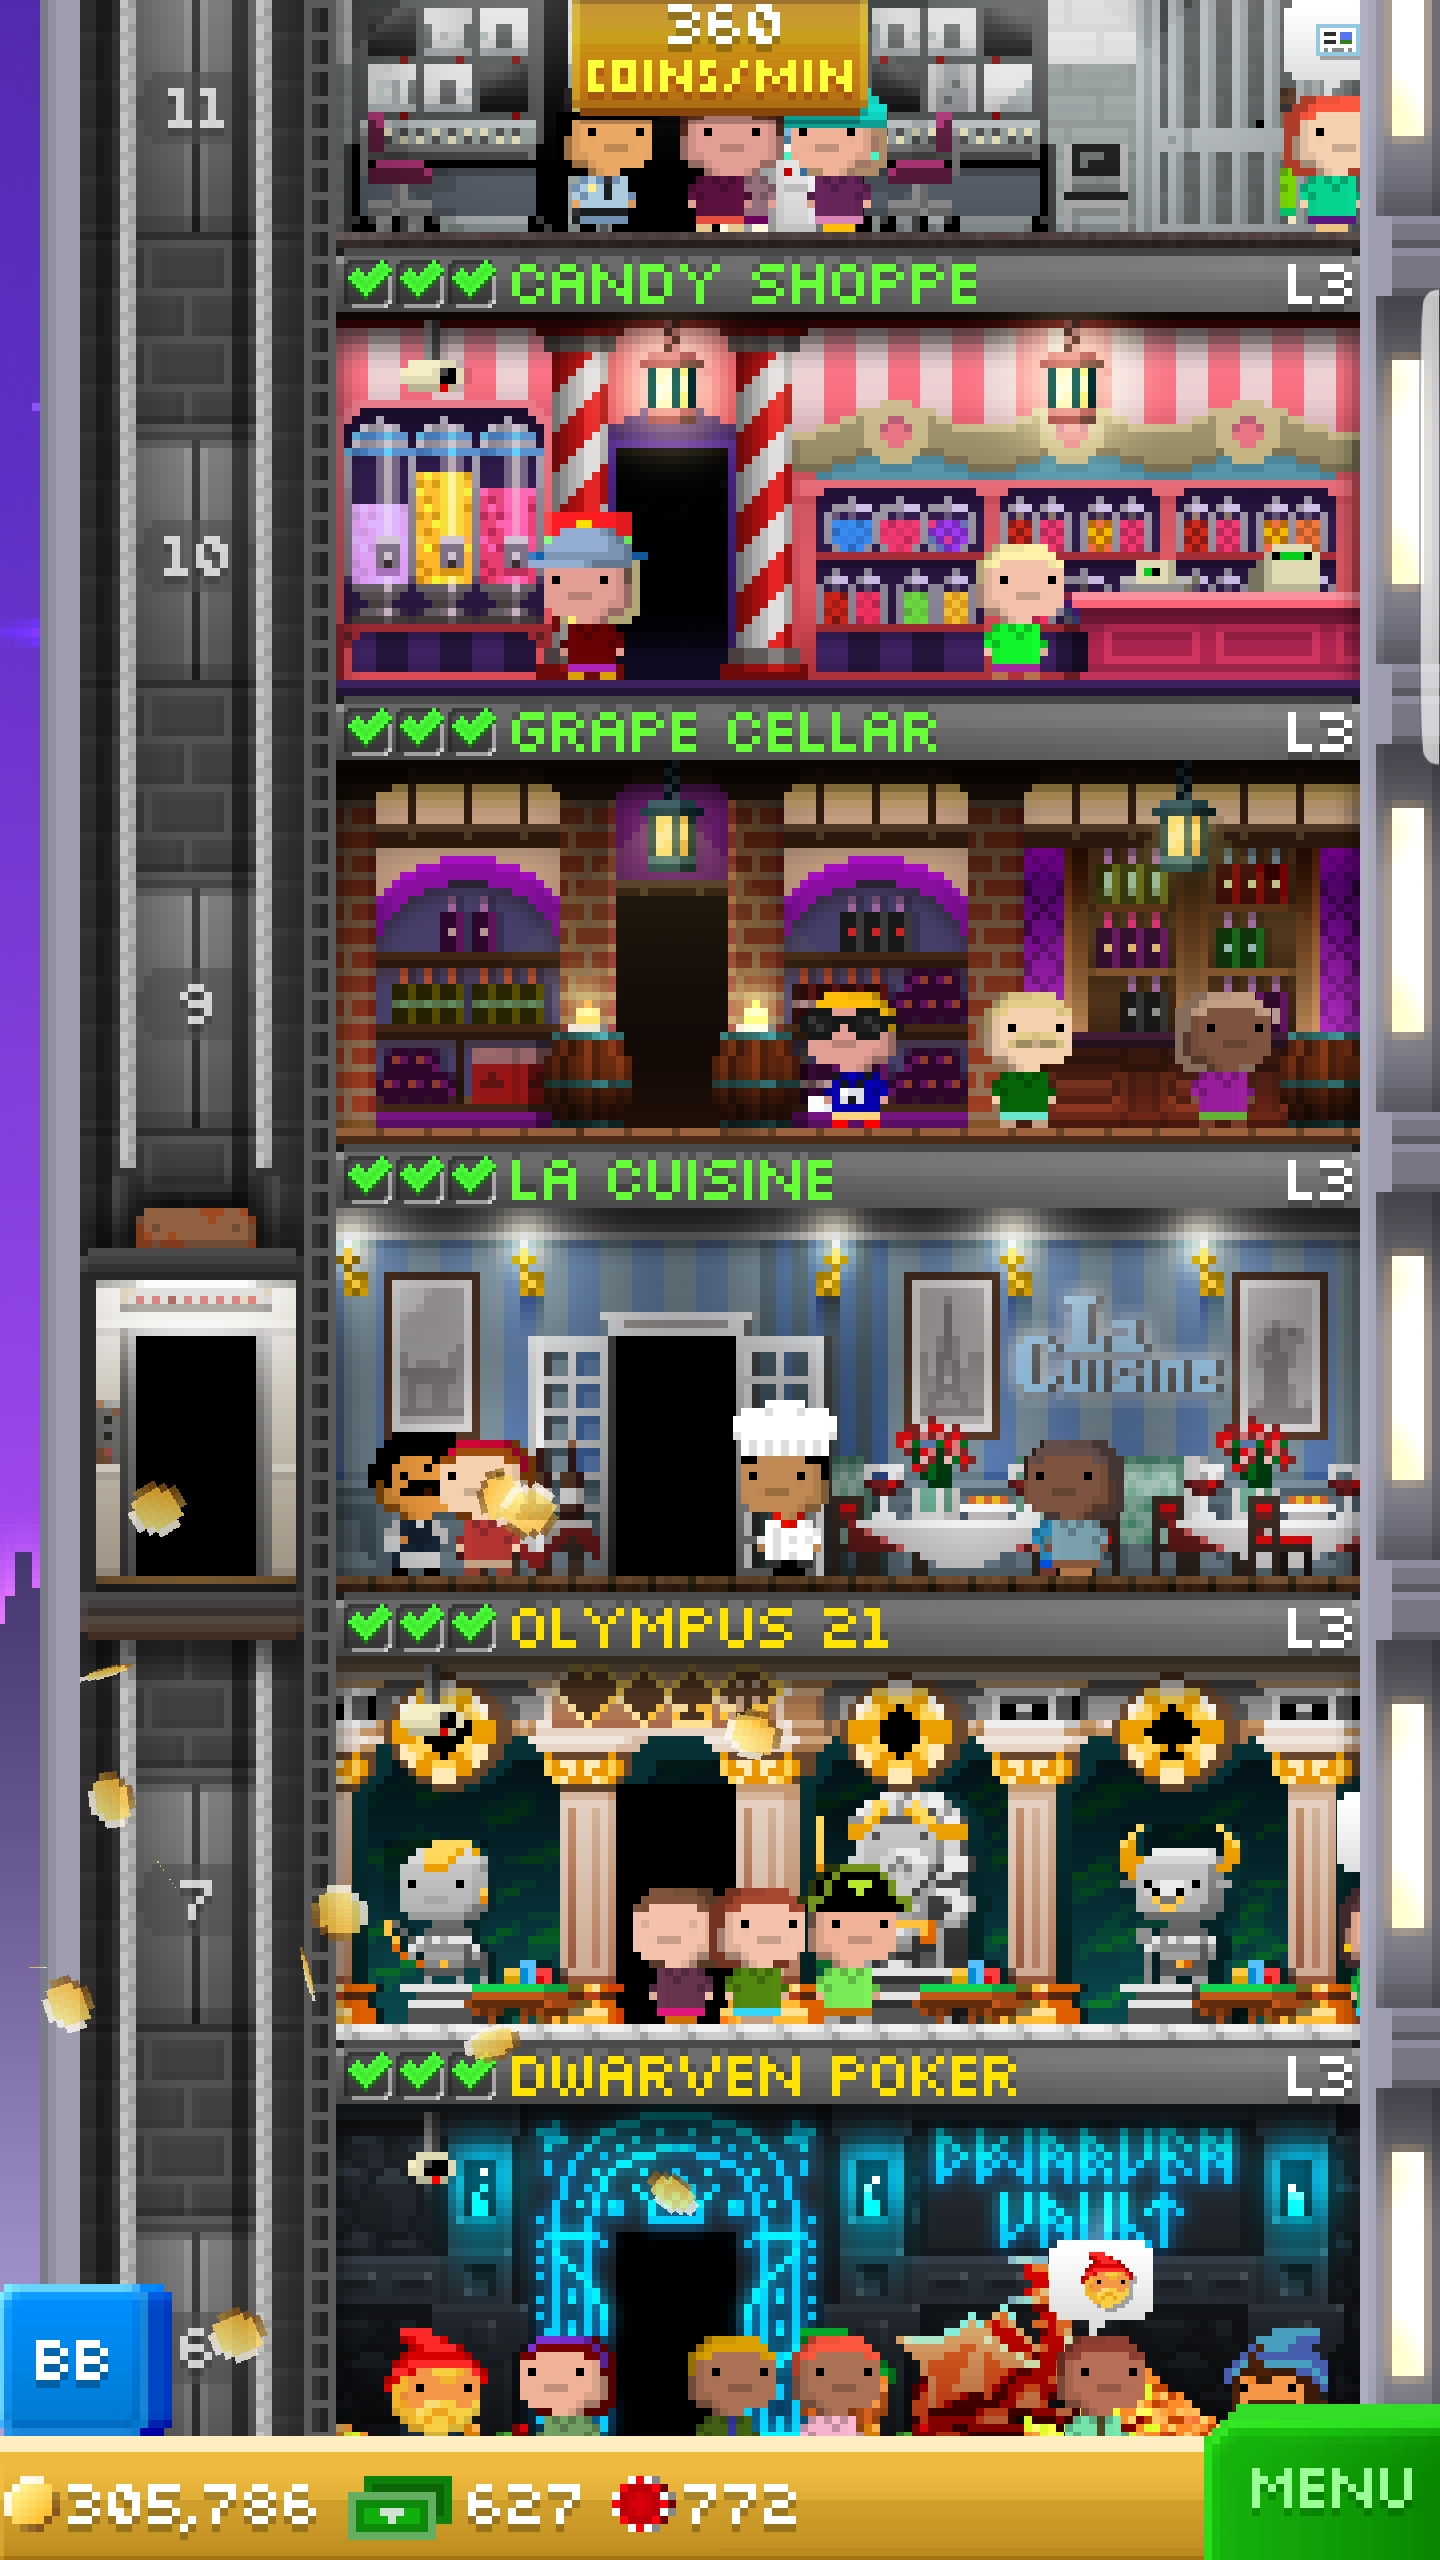 360
COINS/MIN
11
CANDY SHOPPE L3
10
GRAPE CELLAR L3
9
LA CUISINE L3
La
Cuisine
OLYMPUS 21 L3
7
DWARVEN POKER L3
DWARVEN
VAULT
BB
6
305,786 627 772
MENU